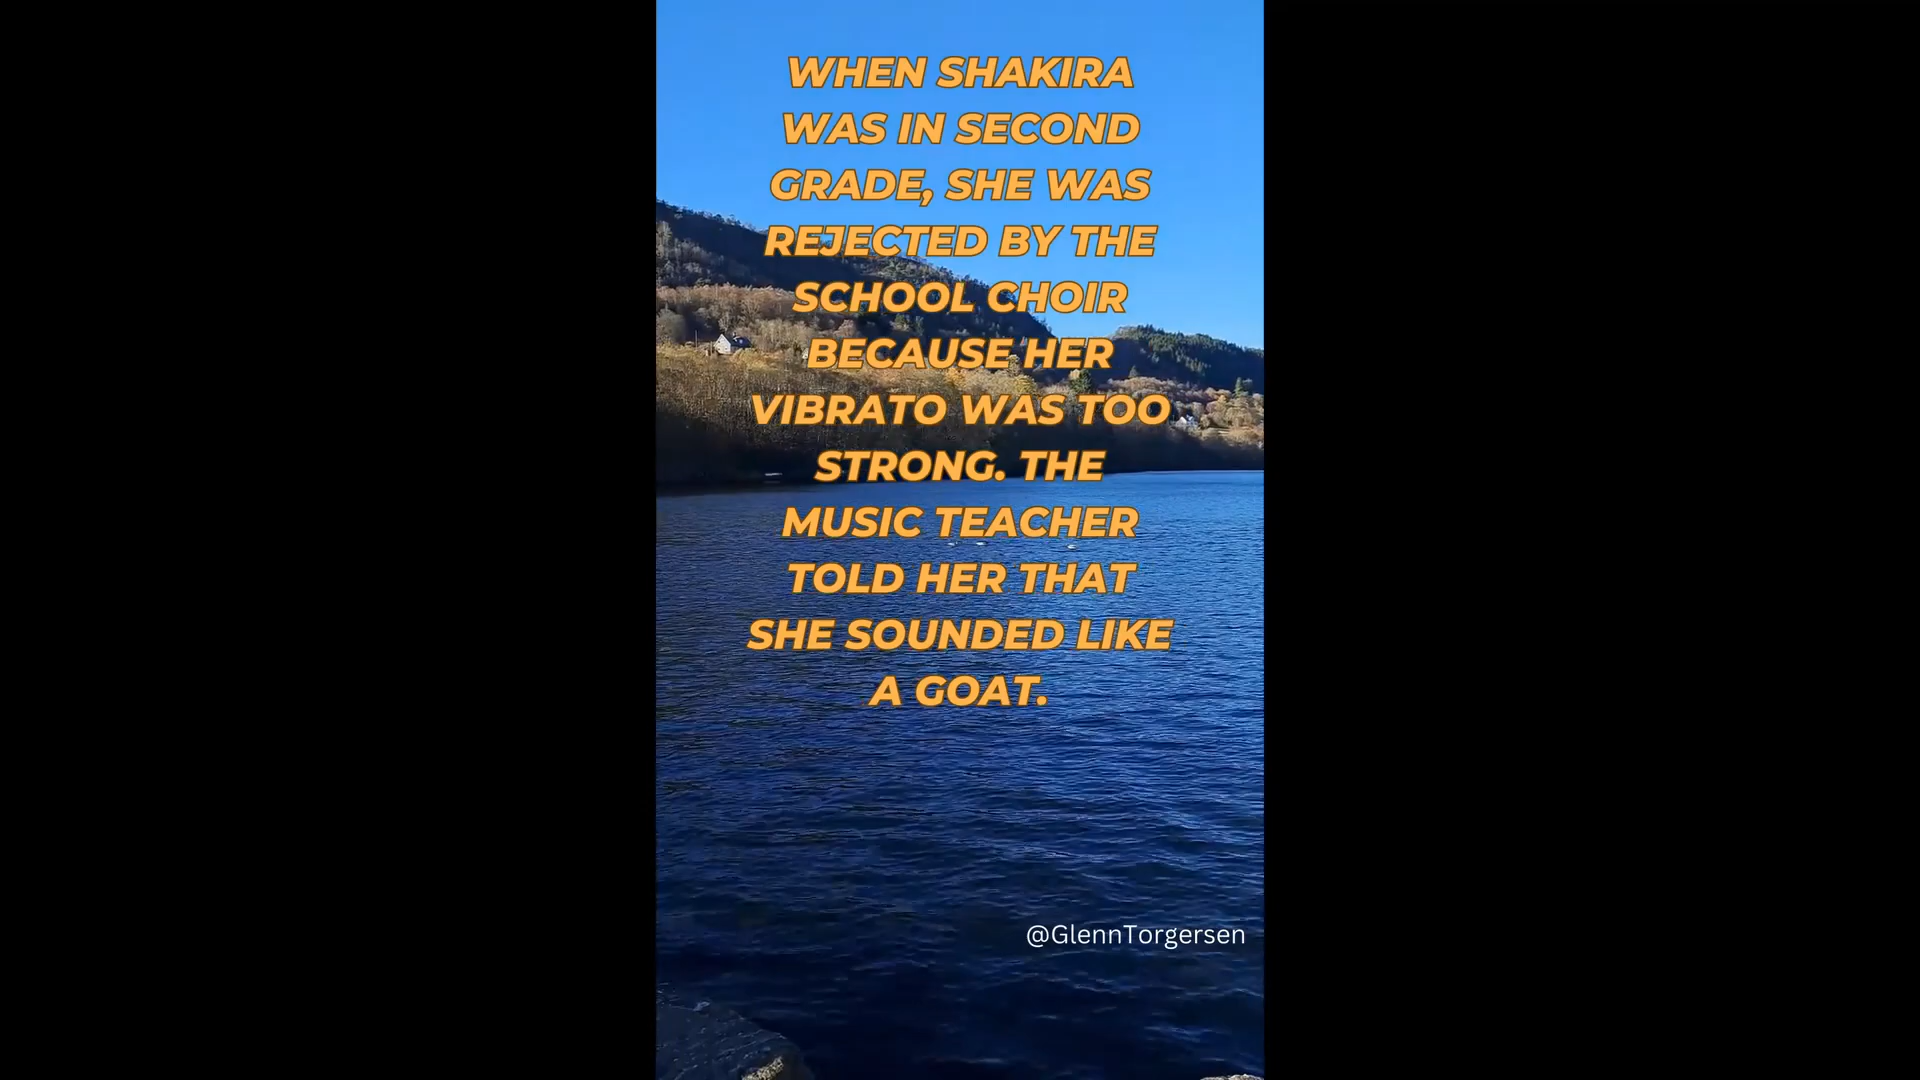 WHEN SHAKIRA
WAS IN SECOND
GRADE, SHE WAS
REJECTED BY THE
SCHOOL CHOIR
BECAUSE HER
VIBRATO WAS TOO
STRONG. THE
MUSIC TEACHER
TOLD HER THAT
SHE SOUNDED LIKE
A GOAT.
@GlennTorgersen